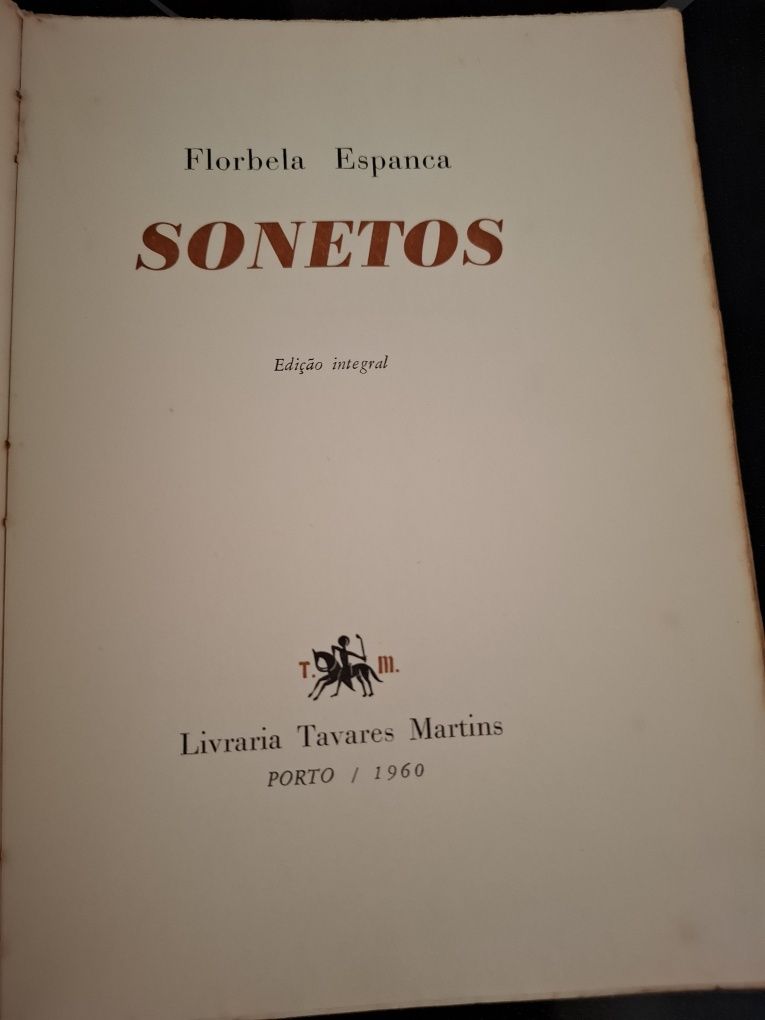 Florbela Espanca
SONETOS
Edição integral
T. M.
Livraria Tavares Martins
PORTO / 1960